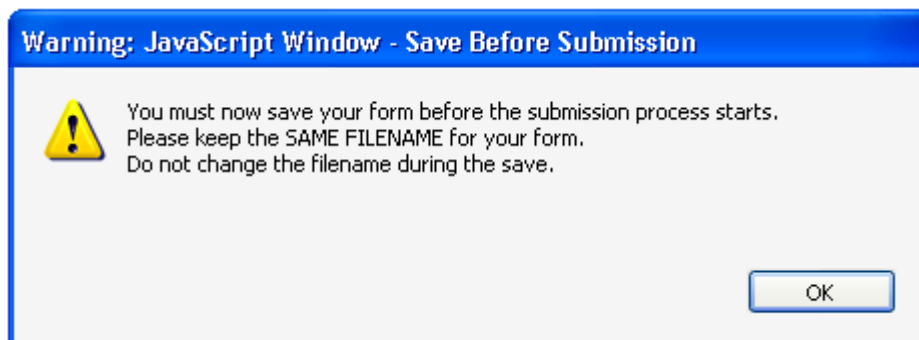 Warning: JavaScript Window - Save Before Submission
You must now save your form before the submission process starts.
Please keep the SAME FILENAME for your form.
Do not change the filename during the save.
OK